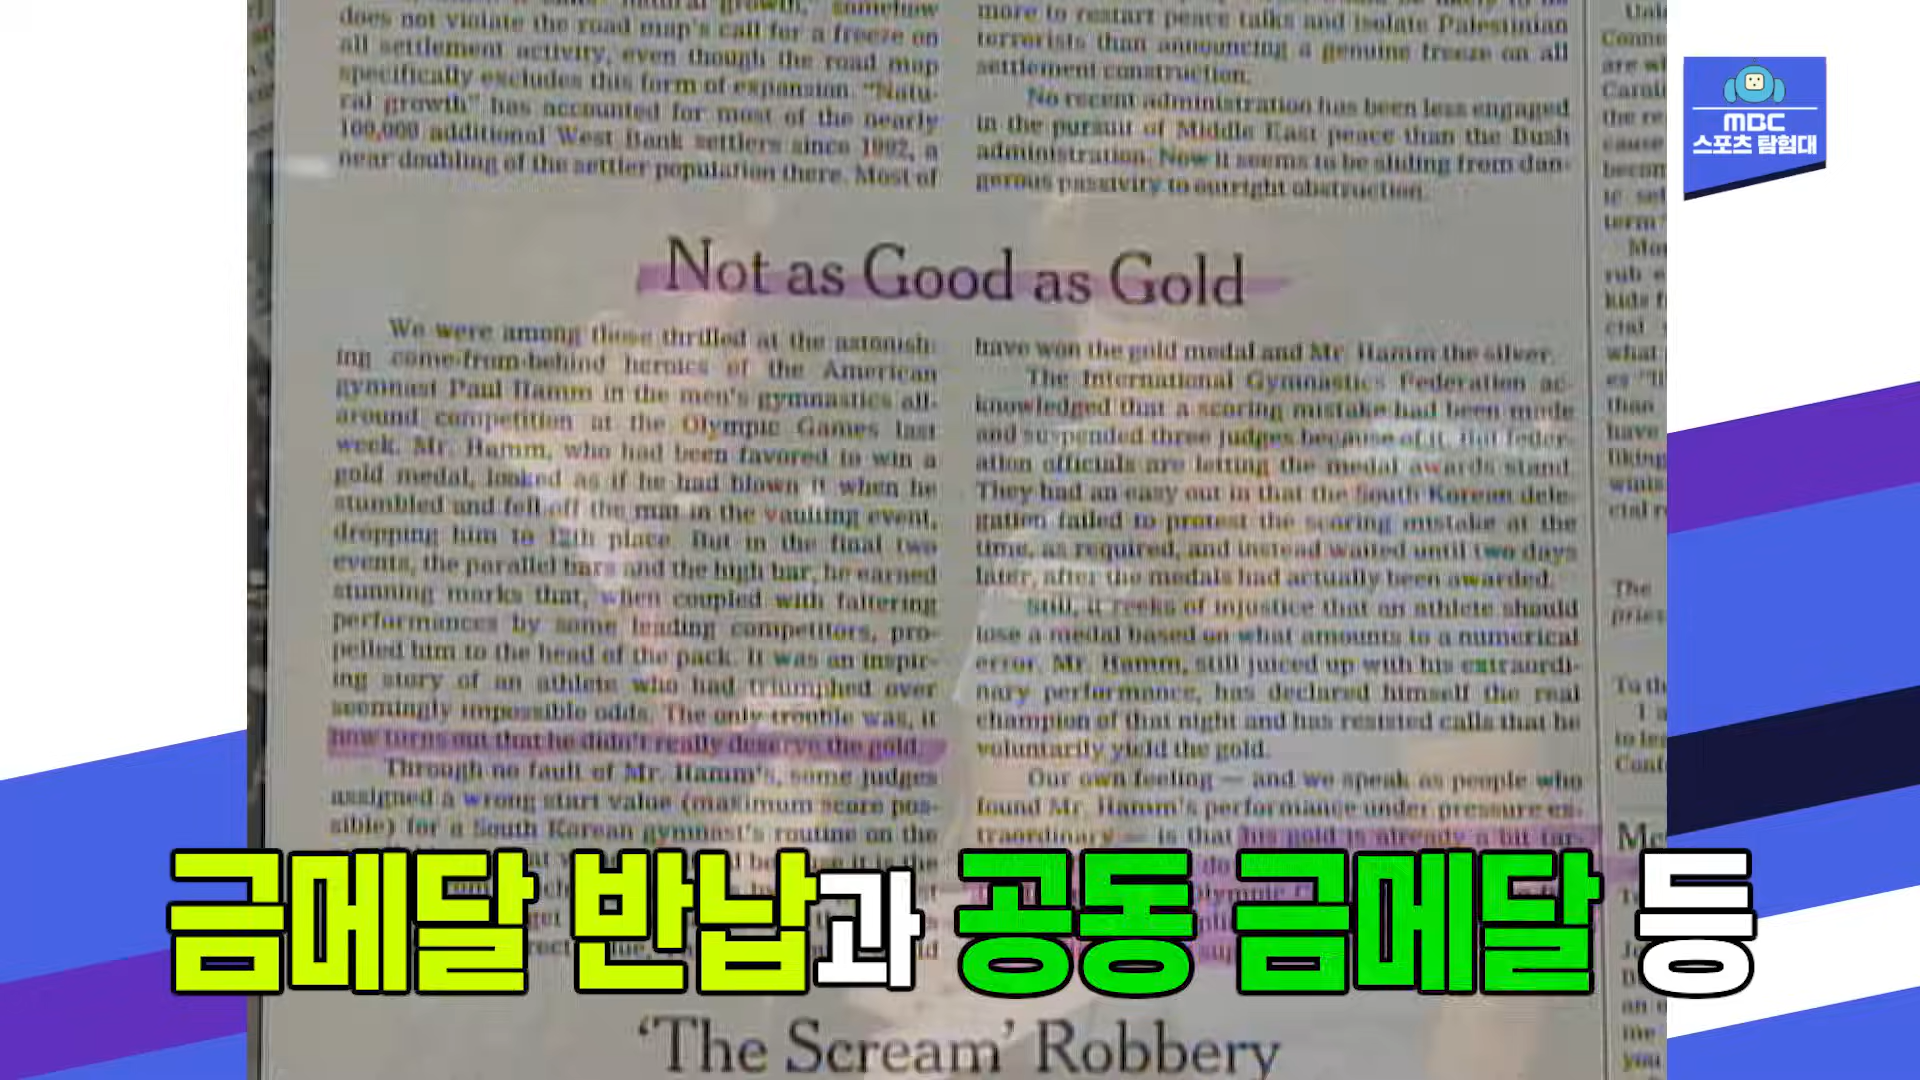 does not violate the road map's call for a freeze on
all settlement activity, even though the road map
specifically excludes this form of expansion. "Natu-
ral growth" has accounted for most of the nearly
100,000 additional West Bank settlers since 1992, a
near doubling of the settler population there. Most of
more to restart peace talks and isolate Palestinian
terrorists than announcing a genuine freeze on all
settlement construction.
No recent administration has been less engaged
in the pursuit of Middle East peace than the Bush
administration. Now it seems to be sliding from dan-
gerous passivity to outright obstruction.
MBC
스포츠 탐험대
Not as Good as Gold
We were among those thrilled at the astonish-
ing come-from-behind heroics of the American
gymnast Paul Hamm in the men's gymnastics all-
around competition at the Olympic Games last
week. Mr. Hamm, who had been favored to win a
gold medal, looked as if he had blown it when he
stumbled and fell off the mat in the vaulting event,
dropping him to 12th place. But in the final two
events, the parallel bars and the high bar, he earned
stunning marks that, when coupled with faltering
performances by some leading competitors, pro-
pelled him to the head of the pack. It was an inspir-
ing story of an athlete who had triumphed over
seemingly impossible odds. The only trouble was, it
now turns out that he didn't really deserve the gold.
Through no fault of Mr. Hamm's, some judges
assigned a wrong start value (maximum score pos-
sible) for a South Korean gymnast's routine on the
have won the gold medal and Mr. Hamm the silver.
The International Gymnastics Federation ac-
knowledged that a scoring mistake had been made
and suspended three judges because of it. But feder-
ation officials are letting the medal awards stand.
They had an easy out in that the South Korean dele-
gation failed to protest the scoring mistake at the
time, as required, and instead waited until two days
later, after the medals had actually been awarded.
Still, it reeks of injustice that an athlete should
lose a medal based on what amounts to a numerical
error. Mr. Hamm, still juiced up with his extraordi-
nary performance, has declared himself the real
champion of that night and has resisted calls that he
voluntarily yield the gold.
Our own feeling — and we speak as people who
found Mr. Hamm's performance under pressure ex-
traordinary — is that his gold is already a bit tar-
금메달 반납과 공동 금메달 등
'The Scream' Robbery